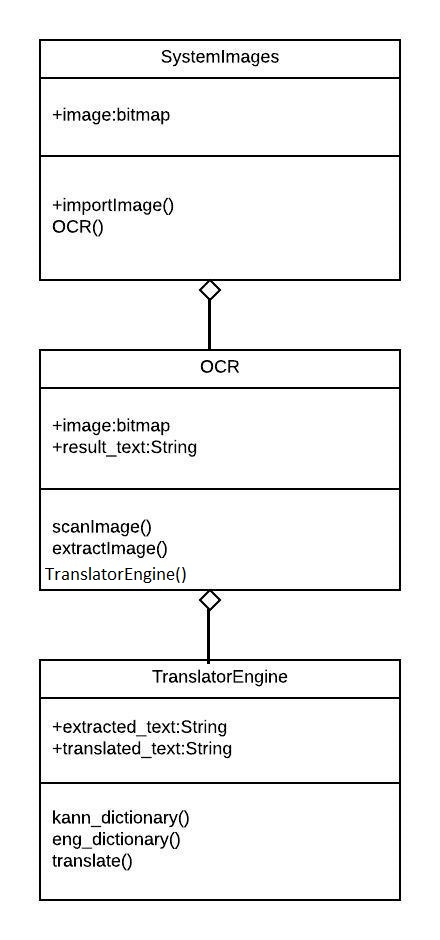 SystemImages
+image:bitmap
+importImage()
OCR()
OCR
+image:bitmap
+result_text:String
scanImage()
extractImage()
TranslatorEngine()
TranslatorEngine
+extracted_text:String
+translated_text:String
kann_dictionary()
eng_dictionary()
translate()